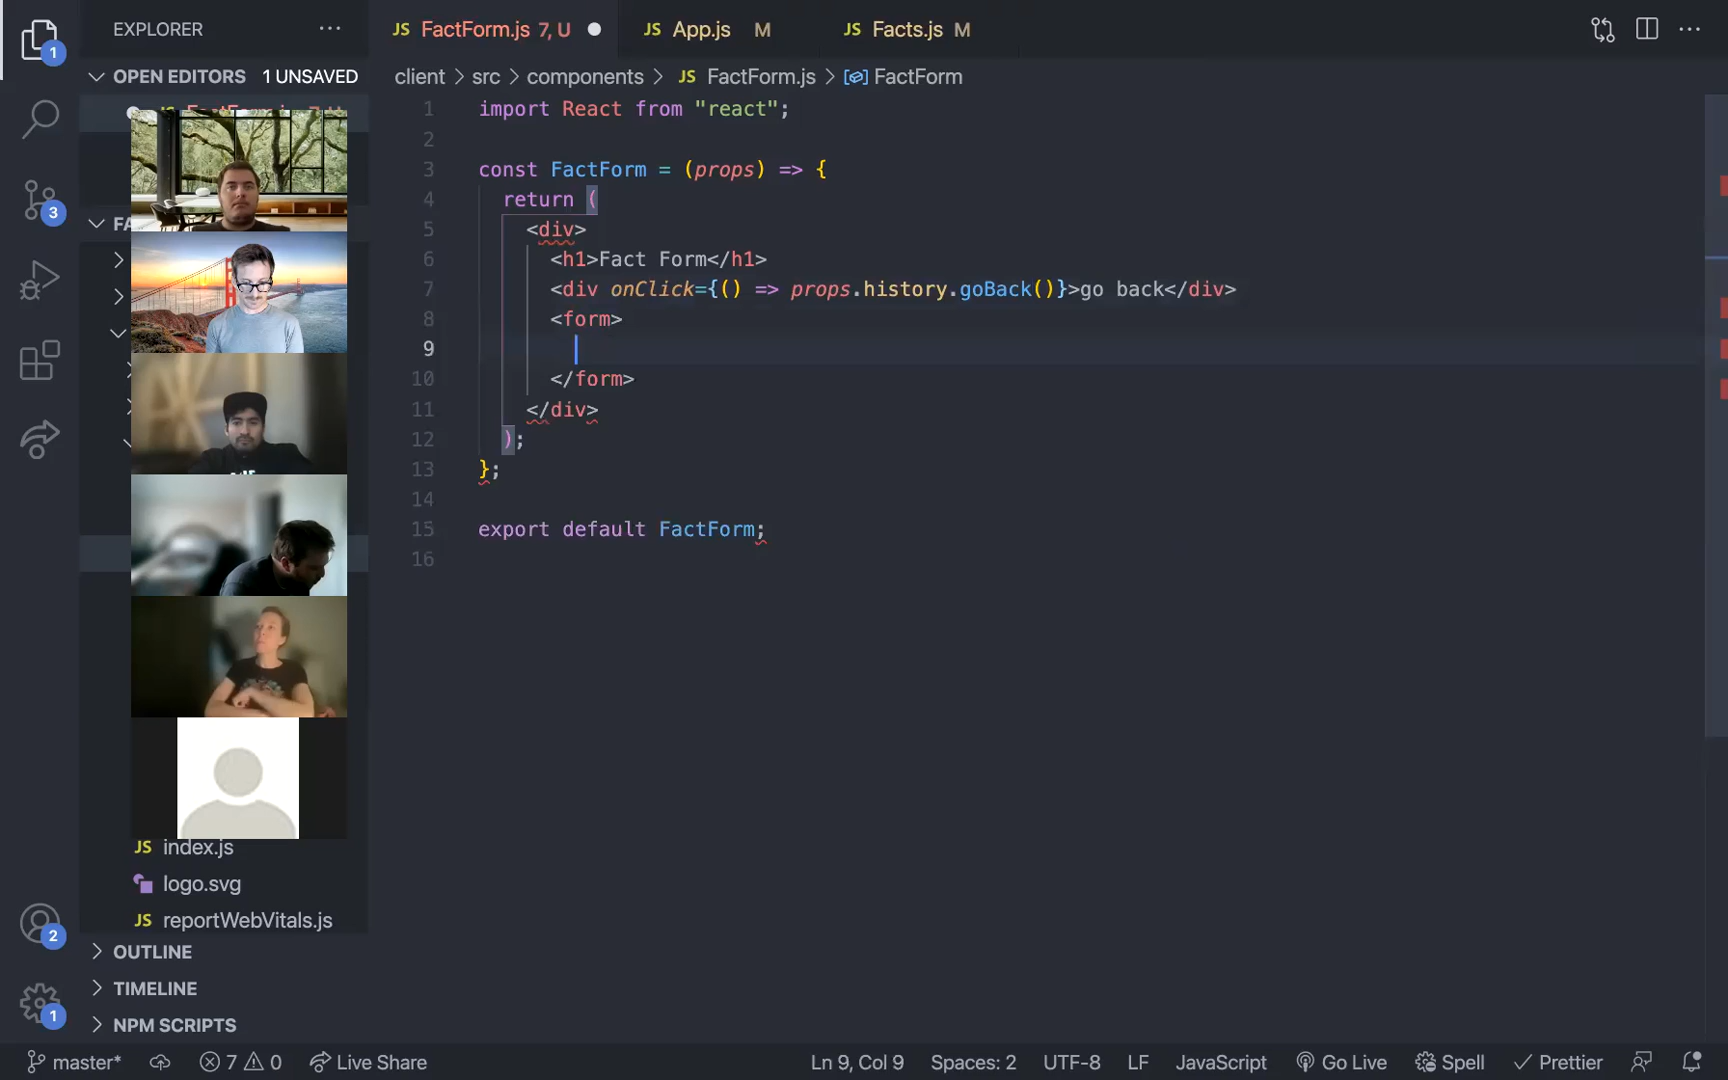 EXPLORER
1
OPEN EDITORS 1 UNSAVED
3
FA
JS index.js
logo.svg
JS reportWebVitals.js
OUTLINE
TIMELINE
NPM SCRIPTS
2
1
JS FactForm.js 7, U
JS App.js M
JS Facts.js M
client > src > components > JS FactForm.js > FactForm
1 import React from "react";
2
3 const FactForm = (props) => {
4 return (
5 <div>
6 <h1>Fact Form</h1>
7 <div onClick={() => props.history.goBack()}>go back</div>
8 <form>
9
10 </form>
11 </div>
12 );
13 };
14
15 export default FactForm;
16
master* 7 0 Live Share Ln 9, Col 9 Spaces: 2 UTF-8 LF JavaScript Go Live Spell Prettier